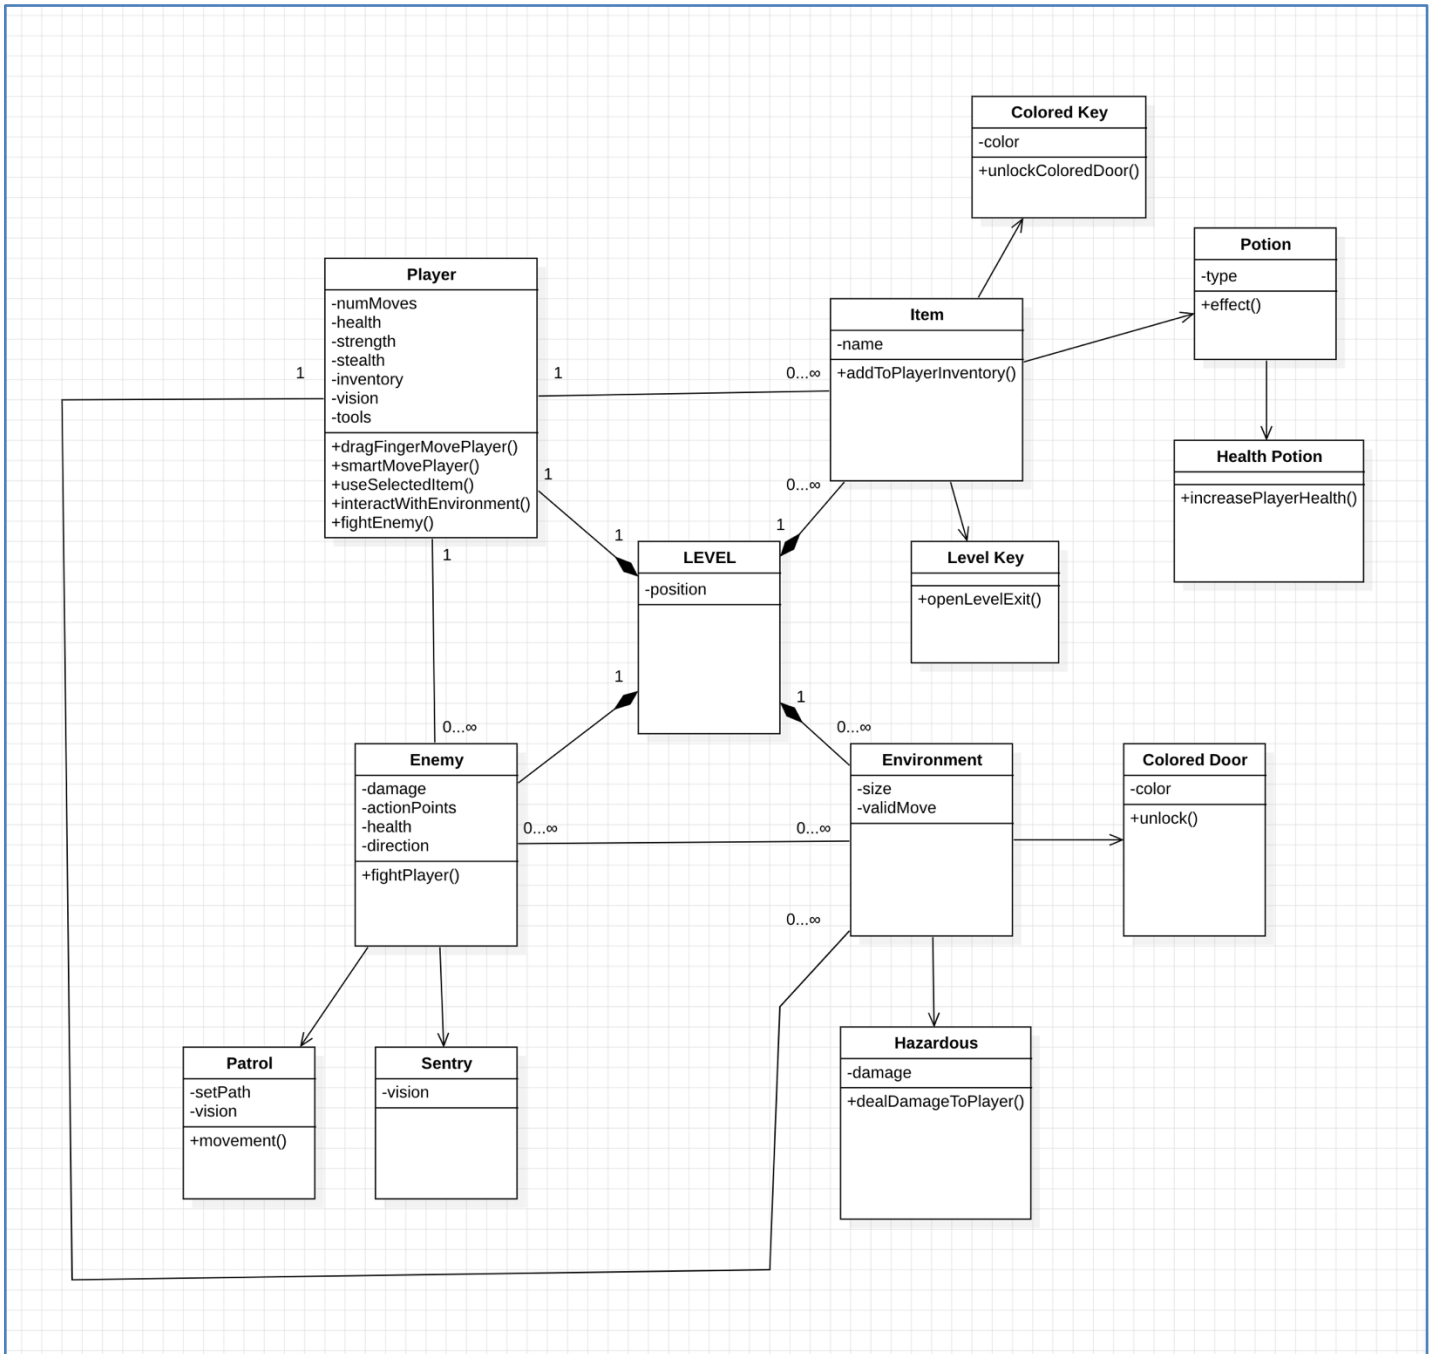 Colored Key
-color
+unlockColoredDoor()
Potion
-type
+effect()
Player
-numMoves
-health
-strength
-stealth
-inventory
-vision
-tools
+dragFingerMovePlayer()
+smartMovePlayer()
+useSelectedItem()
+interactWithEnvironment()
+fightEnemy()
Item
-name
+addToPlayerInventory()
1
1
0...∞
Health Potion
+increasePlayerHealth()
1
1
0...∞
1
LEVEL
-position
Level Key
+openLevelExit()
1
0...∞
1
1
0...∞
Enemy
-damage
-actionPoints
-health
-direction
+fightPlayer()
Environment
-size
-validMove
Colored Door
-color
+unlock()
0...∞
0...∞
0...∞
Patrol
-setPath
-vision
+movement()
Sentry
-vision
Hazardous
-damage
+dealDamageToPlayer()